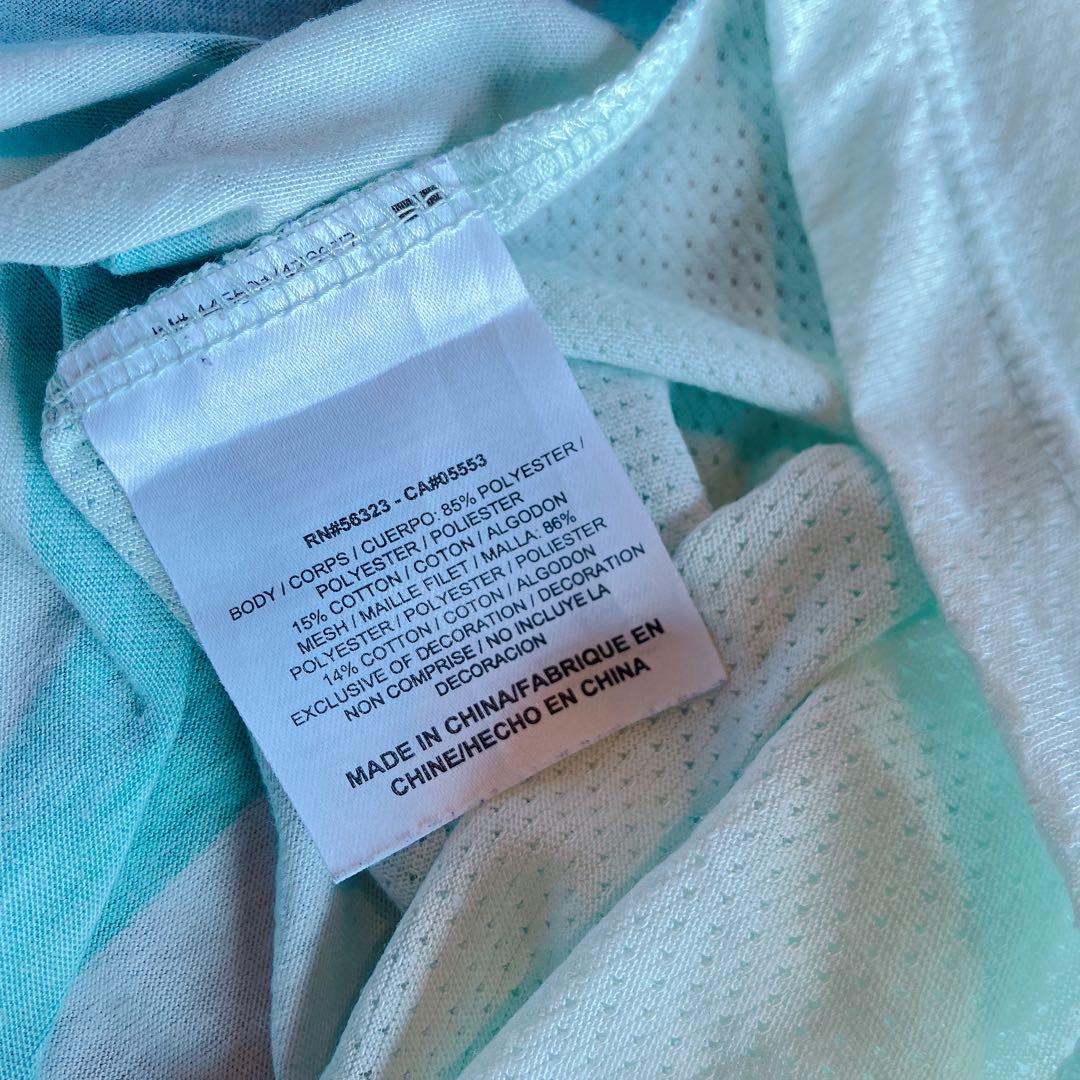 RN#56323 - CA#05553
BODY / CORPS / CUERPO: 85% POLYESTER /
POLYESTER / POLIESTER
15% COTTON / COTON / ALGODON
MESH / MAILLE FILET / MALLA: 86%
POLYESTER / POLYESTER / POLIESTER
14% COTTON / COTON / ALGODON
EXCLUSIVE OF DECORATION / DECORATION
NON COMPRISE / NO INCLUYE LA
DECORACION
MADE IN CHINA/FABRIQUE EN
CHINE/HECHO EN CHINA